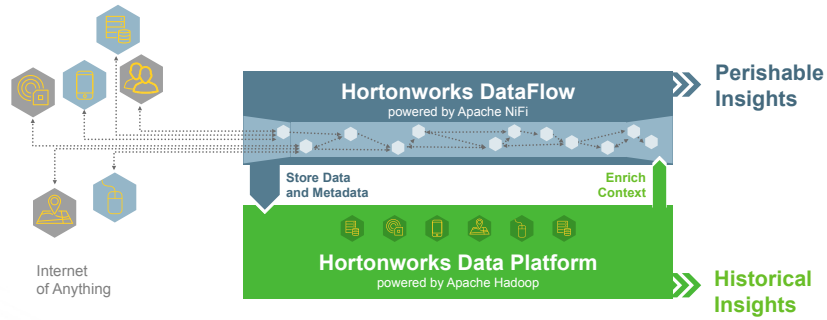 Hortonworks DataFlow
powered by Apache NiFi
Perishable
Insights
Store Data
and Metadata
Enrich
Context
Internet
of Anything
Hortonworks Data Platform
powered by Apache Hadoop
Historical
Insights